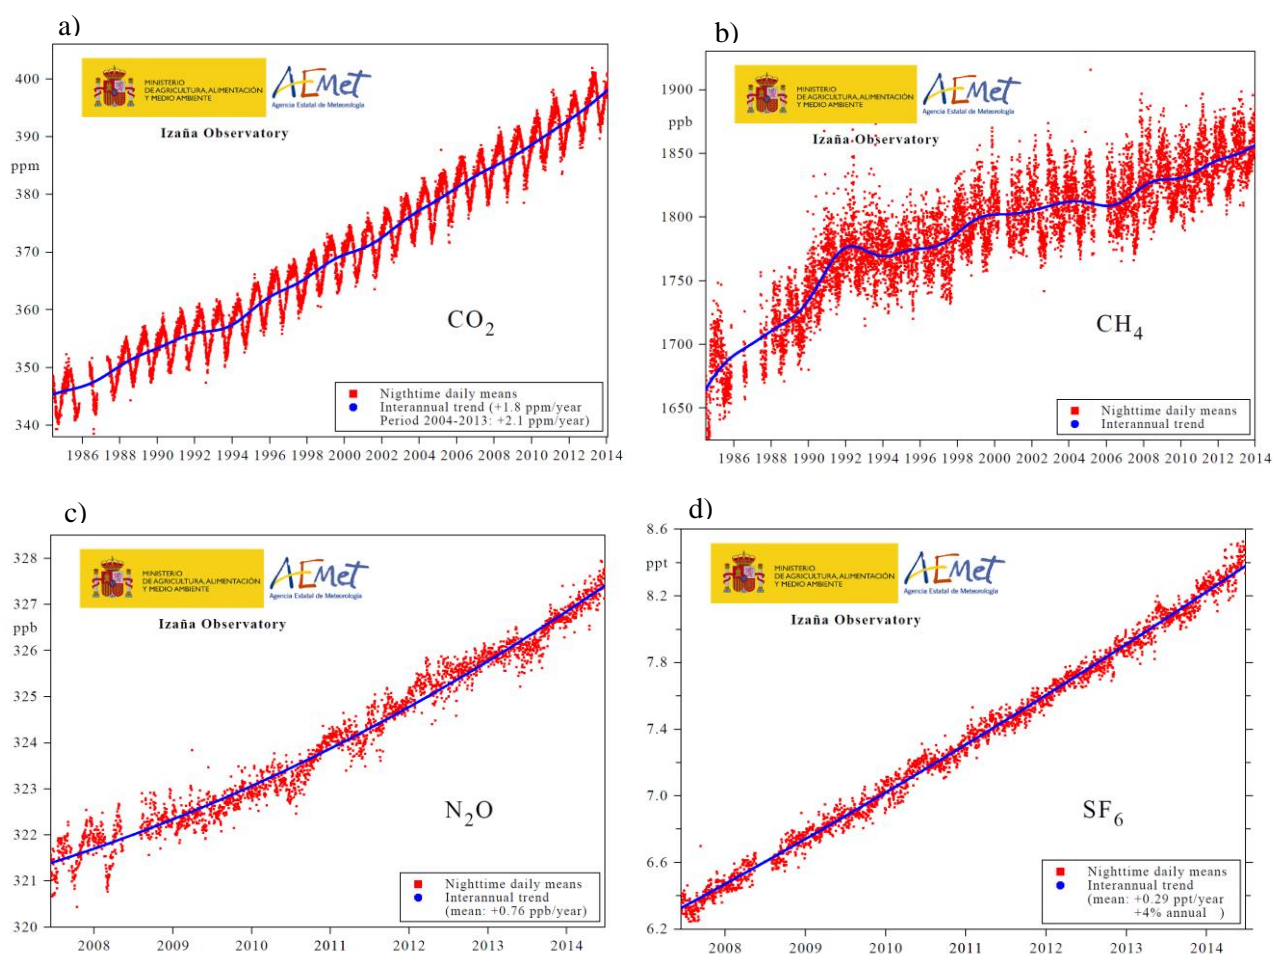 a)
MINISTERIO
DE AGRICULTURA, ALIMENTACIÓN
Y MEDIO AMBIENTE
AEMet
Agencia Estatal de Meteorología
Izaña Observatory
400
390
ppm
380
370
360
350
340
CO2
Nigthtime daily means
Interannual trend (+1.8 ppm/year
Period 2004-2013: +2.1 ppm/year)
1986 1988 1990 1992 1994 1996 1998 2000 2002 2004 2006 2008 2010 2012 2014
b)
MINISTERIO
DE AGRICULTURA, ALIMENTACIÓN
Y MEDIO AMBIENTE
AEMet
Agencia Estatal de Meteorología
Izaña Observatory
1900
ppb
1850
1800
1750
1700
1650
CH4
Nighttime daily means
Interannual trend
1986 1988 1990 1992 1994 1996 1998 2000 2002 2004 2006 2008 2010 2012 2014
c)
MINISTERIO
DE AGRICULTURA, ALIMENTACIÓN
Y MEDIO AMBIENTE
AEMet
Agencia Estatal de Meteorología
Izaña Observatory
328
327
ppb
326
325
324
323
322
321
320
N2O
Nighttime daily means
Interannual trend
(mean: +0.76 ppb/year)
2008 2009 2010 2011 2012 2013 2014
d)
MINISTERIO
DE AGRICULTURA, ALIMENTACIÓN
Y MEDIO AMBIENTE
AEMet
Agencia Estatal de Meteorología
Izaña Observatory
8.6
ppt
8.2
7.8
7.4
7.0
6.6
6.2
SF6
Nighttime daily means
Interannual trend
(mean: +0.29 ppt/year
+4% annual )
2008 2009 2010 2011 2012 2013 2014